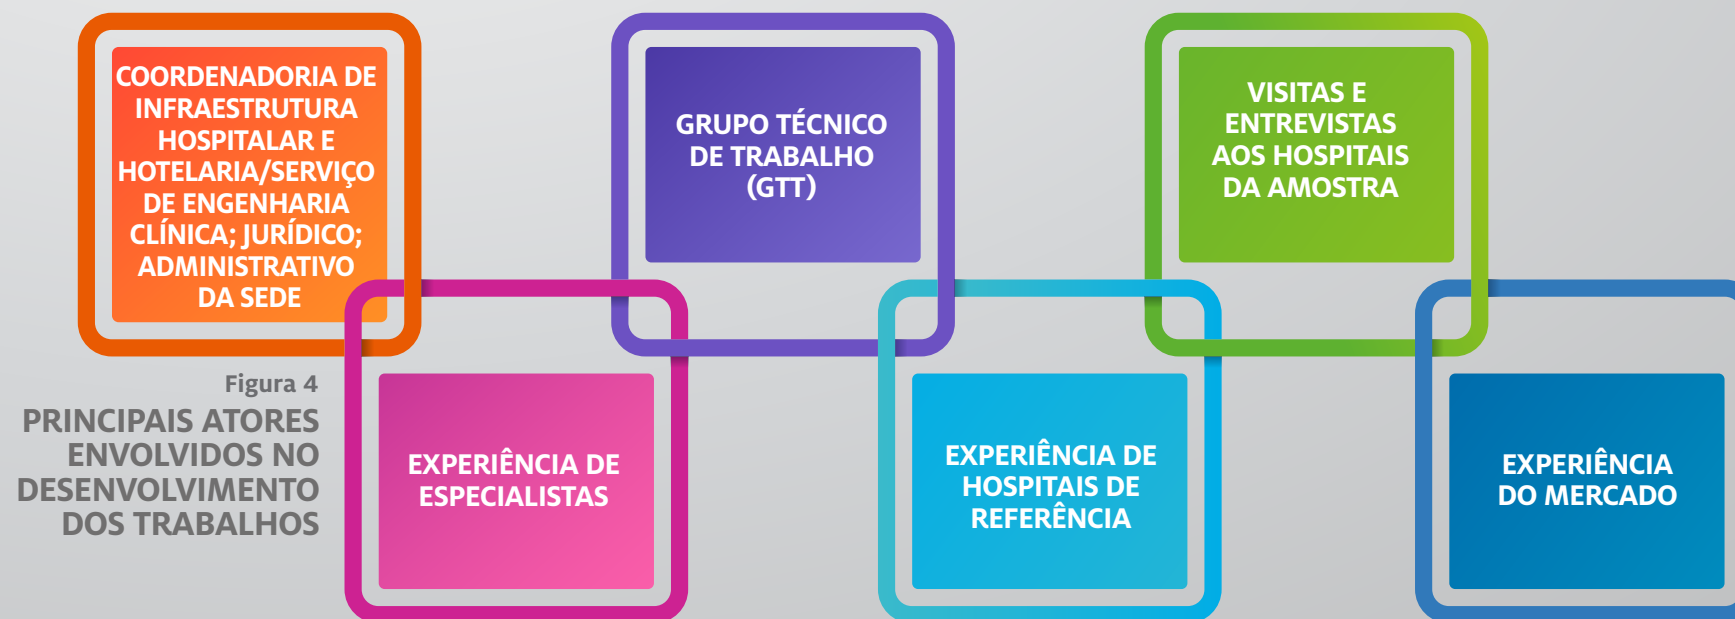 COORDENADORIA DE
INFRAESTRUTURA
HOSPITALAR E
HOTELARIA/SERVIÇO
DE ENGENHARIA
CLÍNICA; JURÍDICO;
ADMINISTRATIVO
DA SEDE
GRUPO TÉCNICO
DE TRABALHO
(GTT)
VISITAS E
ENTREVISTAS
AOS HOSPITAIS
DA AMOSTRA
Figura 4
PRINCIPAIS ATORES
ENVOLVIDOS NO
DESENVOLVIMENTO
DOS TRABALHOS
EXPERIÊNCIA DE
ESPECIALISTAS
EXPERIÊNCIA DE
HOSPITAIS DE
REFERÊNCIA
EXPERIÊNCIA
DO MERCADO